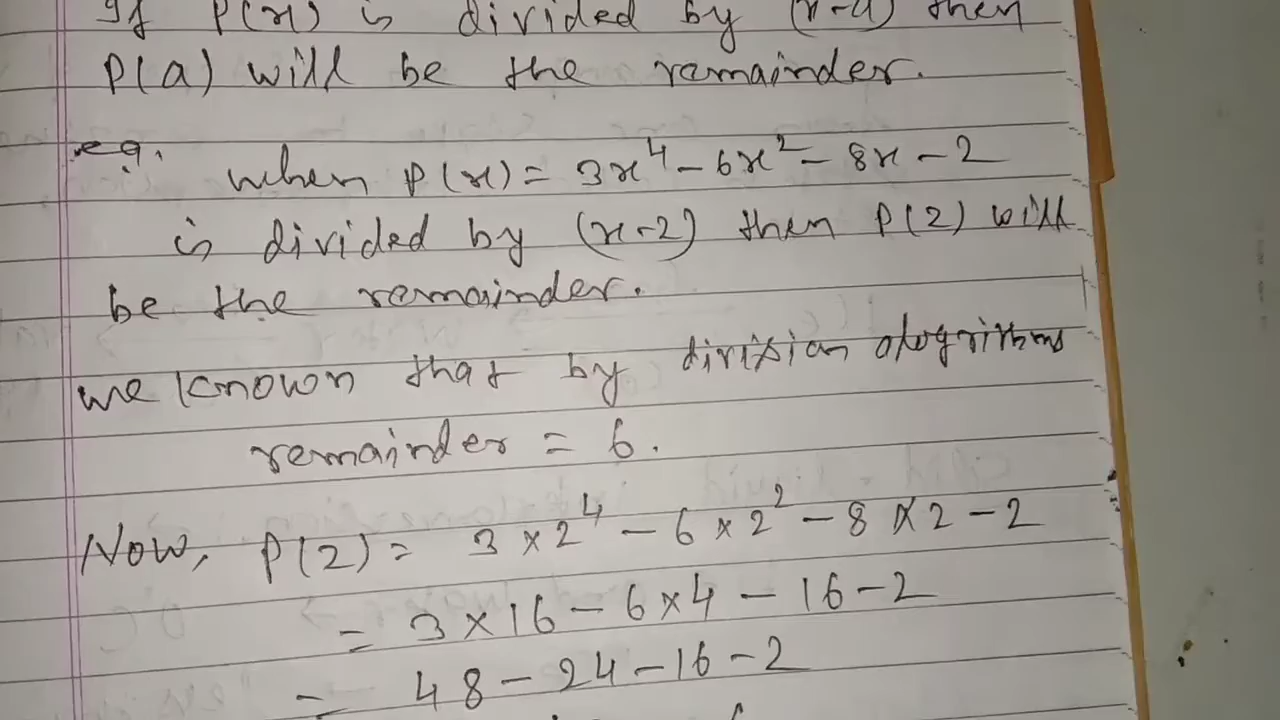 If P(x) is divided by (x-a) then
P(a) will be the remainder.
eg. when P(x) = 3x⁴ - 6x² - 8x - 2
is divided by (x-2) then P(2) will
be the remainder.
we known that by division alogrithms
remainder = 6.
Now, P(2) = 3 × 2⁴ - 6 × 2² - 8 × 2 - 2
= 3 × 16 - 6 × 4 - 16 - 2
= 48 - 24 - 16 - 2